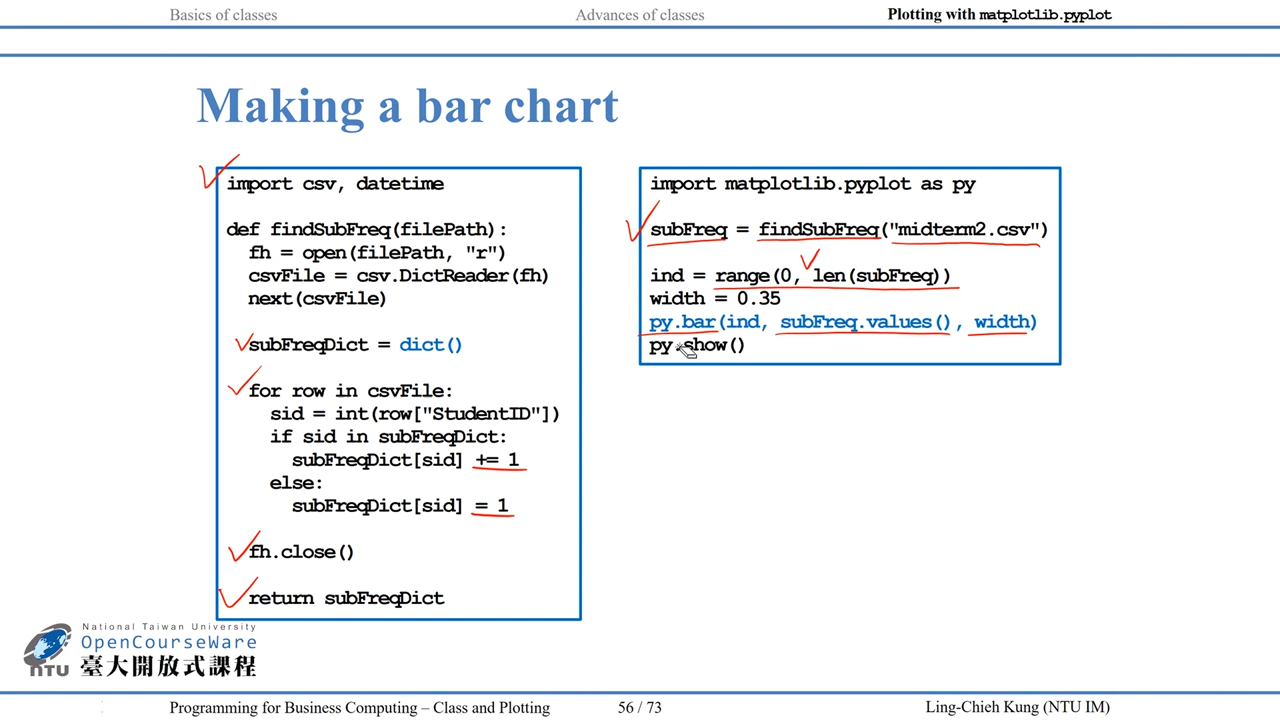 Basics of classes
Advances of classes
Plotting with matplotlib.pyplot
Making a bar chart
import csv, datetime
def findSubFreq(filePath):
fh = open(filePath, "r")
csvFile = csv.DictReader(fh)
next(csvFile)
subFreqDict = dict()
for row in csvFile:
sid = int(row["StudentID"])
if sid in subFreqDict:
subFreqDict[sid] += 1
else:
subFreqDict[sid] = 1
fh.close()
return subFreqDict
import matplotlib.pyplot as py
subFreq = findSubFreq("midterm2.csv")
ind = range(0, len(subFreq))
width = 0.35
py.bar(ind, subFreq.values(), width)
py.show()
National Taiwan University
OpenCourseWare
臺大開放式課程
NTU
Programming for Business Computing – Class and Plotting
56 / 73
Ling-Chieh Kung (NTU IM)